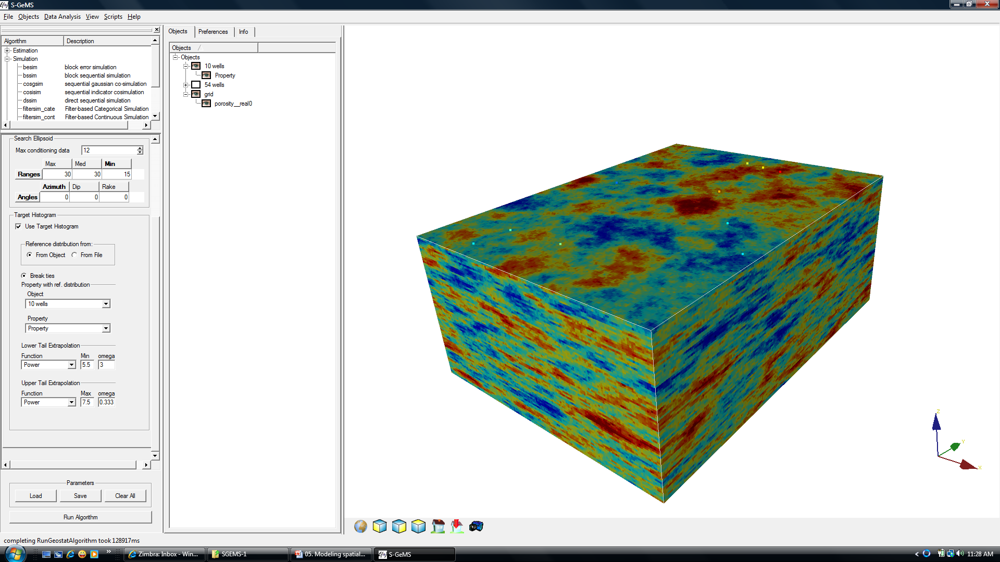 S-GeMS
File Objects Data Analysis View Scripts Help
Algorithm Description
Estimation
Simulation
besim block error simulation
bssim block sequential simulation
cosgsim sequential gaussian co-simulation
cosisim sequential indicator cosimulation
dssim direct sequential simulation
filtersim_cate Filter-based Categorical Simulation
filtersim_cont Filter-based Continuous Simulation
Search Ellipsoid
Max conditioning data 12
Max Med Min
Ranges 30 30 15
Azimuth Dip Rake
Angles 0 0 0
Target Histogram
Use Target Histogram
Reference distribution from:
From Object From File
Break ties
Property with ref. distribution
Object
10 wells
Property
Property
Lower Tail Extrapolation
Function Min omega
Power 5.5 3
Upper Tail Extrapolation
Function Max omega
Power 7.5 0.333
Parameters
Load Save Clear All
Run Algorithm
completing RunGeostatAlgorithm took 128917ms
Objects Preferences Info
Objects
Objects
10 wells
Property
54 wells
grid
porosity__real0
Z
Y
X
Zimbra: Inbox - Win... SGEMS-1 05. Modeling spatial... S-GeMS 11:28 AM